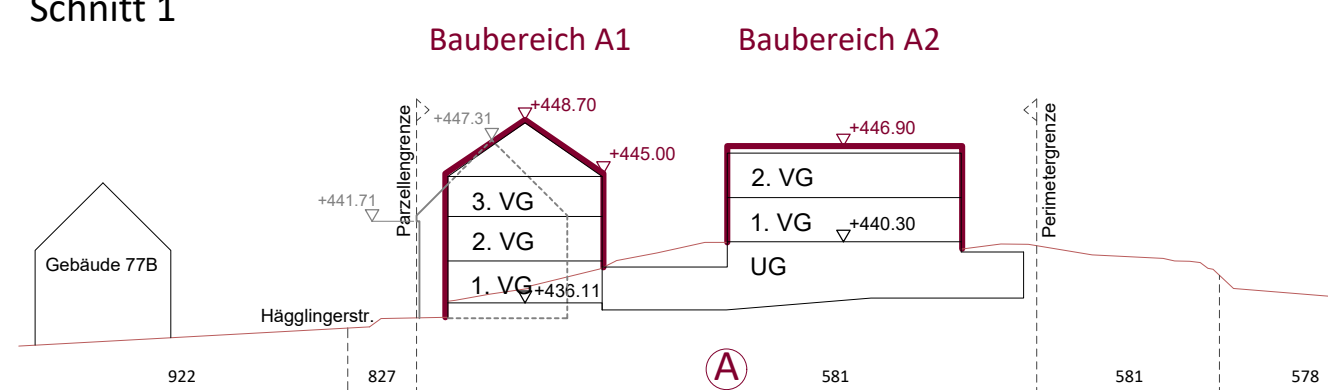 Schnitt 1
Baubereich A1
Baubereich A2
+448.70
+447.31
+446.90
+445.00
+441.71
Parzellengrenze
Perimetergrenze
3. VG
2. VG
1. VG
+436.11
2. VG
1. VG
+440.30
UG
Gebäude 77B
Hägglingerstr.
922
827
A
581
581
578